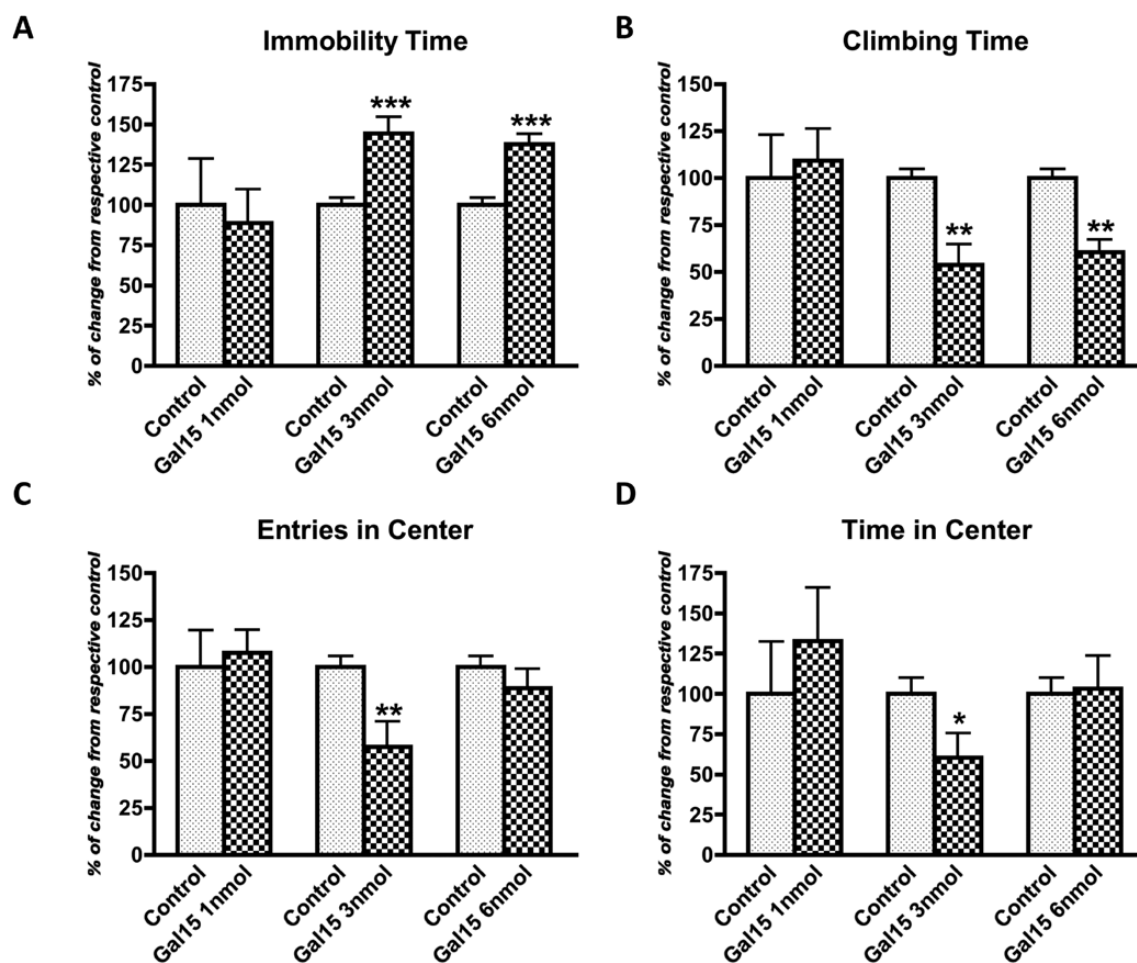 A
Immobility Time
% of change from respective control
175
150
125
100
75
50
25
0
***
***
Control
Gal15 1nmol
Control
Gal15 3nmol
Control
Gal15 6nmol
B
Climbing Time
% of change from respective control
150
125
100
75
50
25
0
**
**
Control
Gal15 1nmol
Control
Gal15 3nmol
Control
Gal15 6nmol
C
Entries in Center
% of change from respective control
150
125
100
75
50
25
0
**
Control
Gal15 1nmol
Control
Gal15 3nmol
Control
Gal15 6nmol
D
Time in Center
% of change from respective control
175
150
125
100
75
50
25
0
*
Control
Gal15 1nmol
Control
Gal15 3nmol
Control
Gal15 6nmol